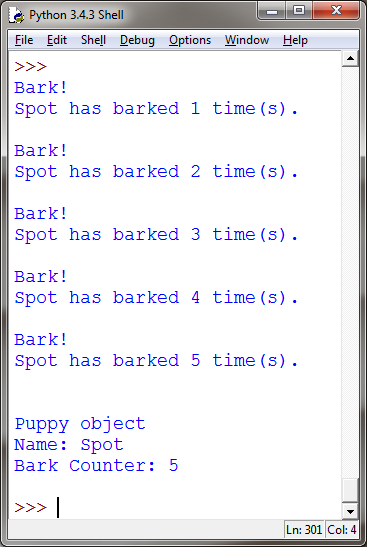 Python 3.4.3 Shell
File Edit Shell Debug Options Window Help
>>>
Bark!
Spot has barked 1 time(s).
Bark!
Spot has barked 2 time(s).
Bark!
Spot has barked 3 time(s).
Bark!
Spot has barked 4 time(s).
Bark!
Spot has barked 5 time(s).
Puppy object
Name: Spot
Bark Counter: 5
>>>
Ln: 301 Col: 4